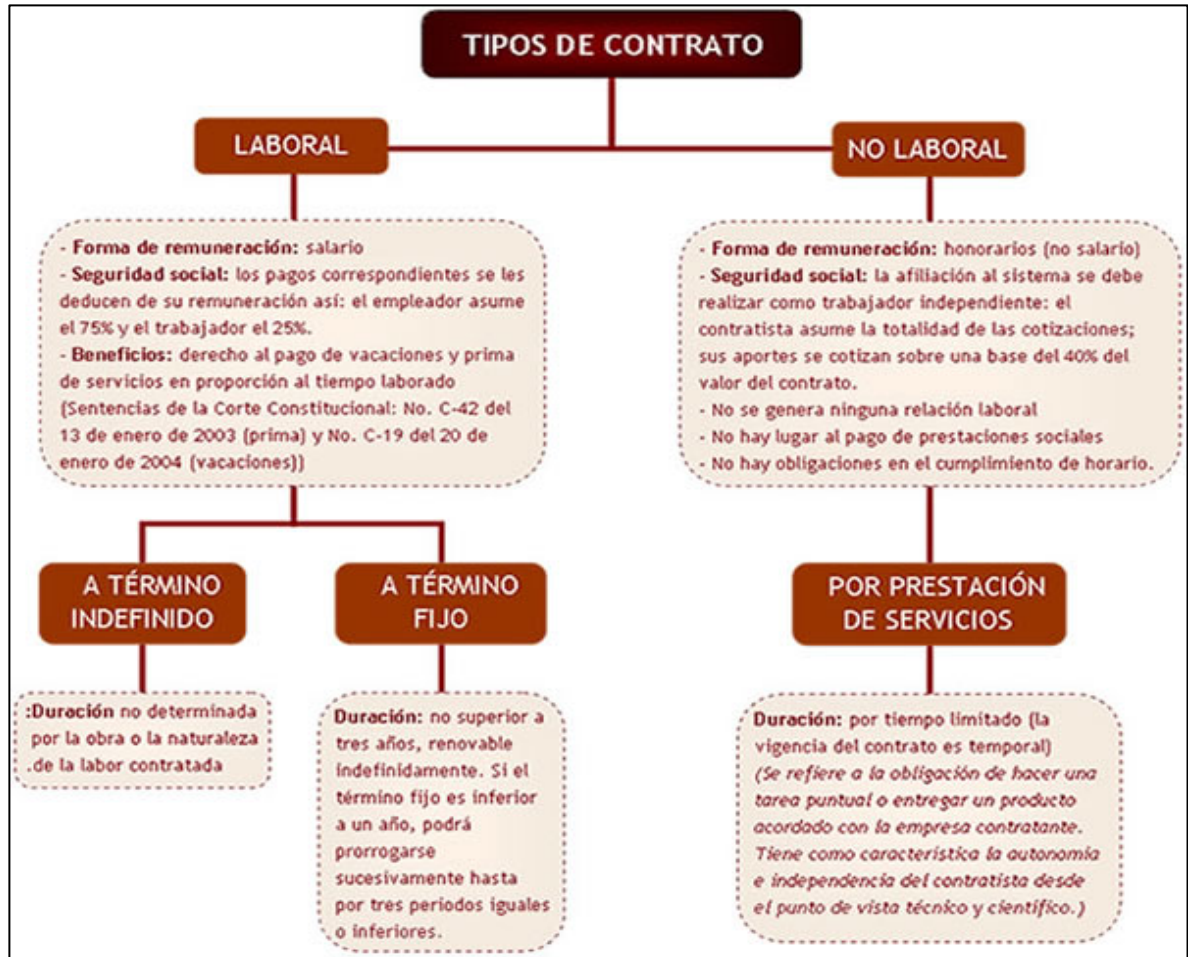 TIPOS DE CONTRATO
LABORAL
- Forma de remuneración: salario
- Seguridad social: los pagos correspondientes se les
deducen de su remuneración así: el empleador asume
el 75% y el trabajador el 25%.
- Beneficios: derecho al pago de vacaciones y prima
de servicios en proporción al tiempo laborado
(Sentencias de la Corte Constitucional: No. C-42 del
13 de enero de 2003 (prima) y No. C-19 del 20 de
enero de 2004 (vacaciones))
A TÉRMINO
INDEFINIDO
:Duración no determinada
por la obra o la naturaleza
.de la labor contratada
A TÉRMINO
FIJO
Duración: no superior a
tres años, renovable
indefinidamente. Si el
término fijo es inferior
a un año, podrá
prorrogarse
sucesivamente hasta
por tres periodos iguales
o inferiores.
NO LABORAL
- Forma de remuneración: honorarios (no salario)
- Seguridad social: la afiliación al sistema se debe
realizar como trabajador independiente: el
contratista asume la totalidad de las cotizaciones;
sus aportes se cotizan sobre una base del 40% del
valor del contrato.
- No se genera ninguna relación laboral
- No hay lugar al pago de prestaciones sociales
- No hay obligaciones en el cumplimiento de horario.
POR PRESTACIÓN
DE SERVICIOS
Duración: por tiempo limitado (la
vigencia del contrato es temporal)
(Se refiere a la obligación de hacer una
tarea puntual o entregar un producto
acordado con la empresa contratante.
Tiene como característica la autonomía
e independencia del contratista desde
el punto de vista técnico y científico.)